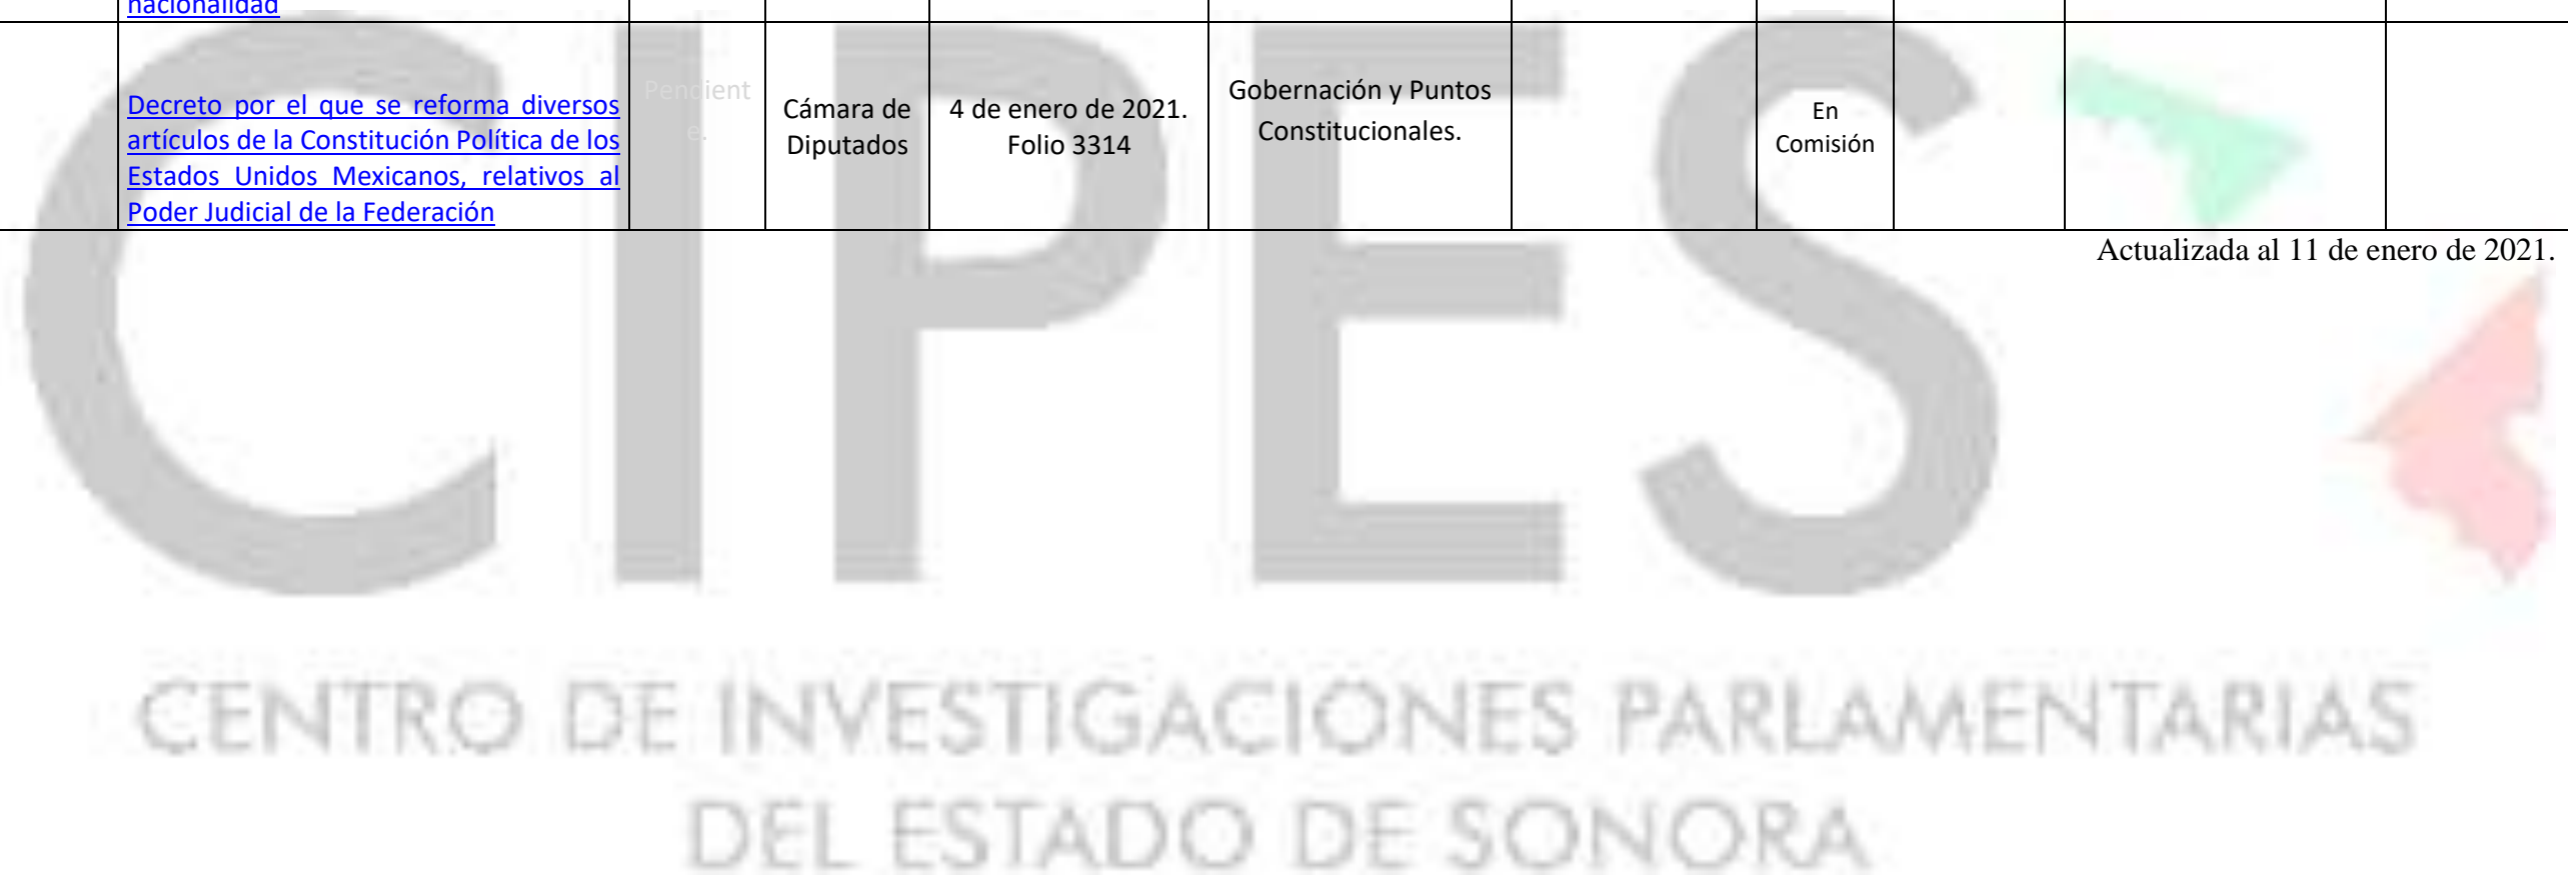 nacionalidad
Decreto por el que se reforma diversos
artículos de la Constitución Política de los
Estados Unidos Mexicanos, relativos al
Poder Judicial de la Federación
Pendient
e.
Cámara de
Diputados
4 de enero de 2021.
Folio 3314
Gobernación y Puntos
Constitucionales.
En
Comisión
Actualizada al 11 de enero de 2021.
CIPES
CENTRO DE INVESTIGACIONES PARLAMENTARIAS
DEL ESTADO DE SONORA